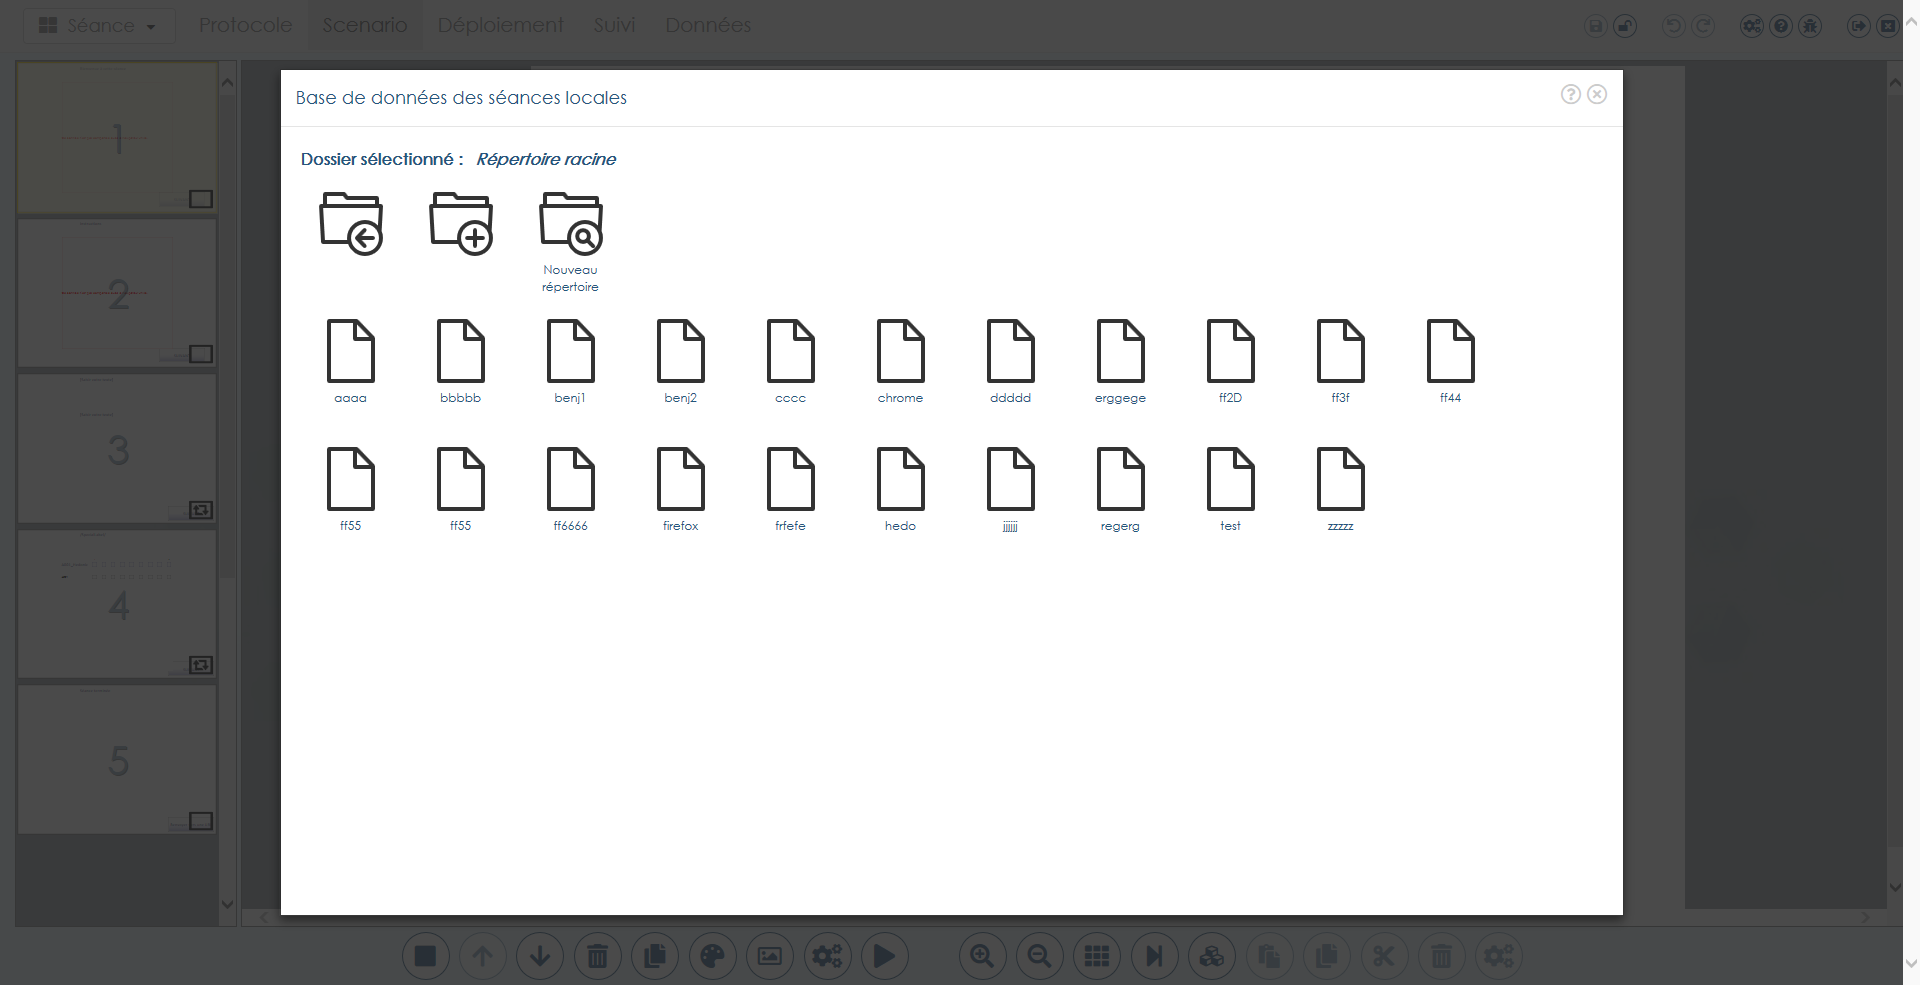 Séance Protocole Scenario Déploiement Suivi Données
Base de données des séances locales
Dossier sélectionné : Répertoire racine
Nouveau
répertoire
aaaa bbbbb benj1 benj2 cccc chrome ddddd erggege ff2D ff3f ff44
ff55 ff55 ff6666 firefox frfefe hedo jjjjjj regerg test zzzzz
1
2
3
4
5